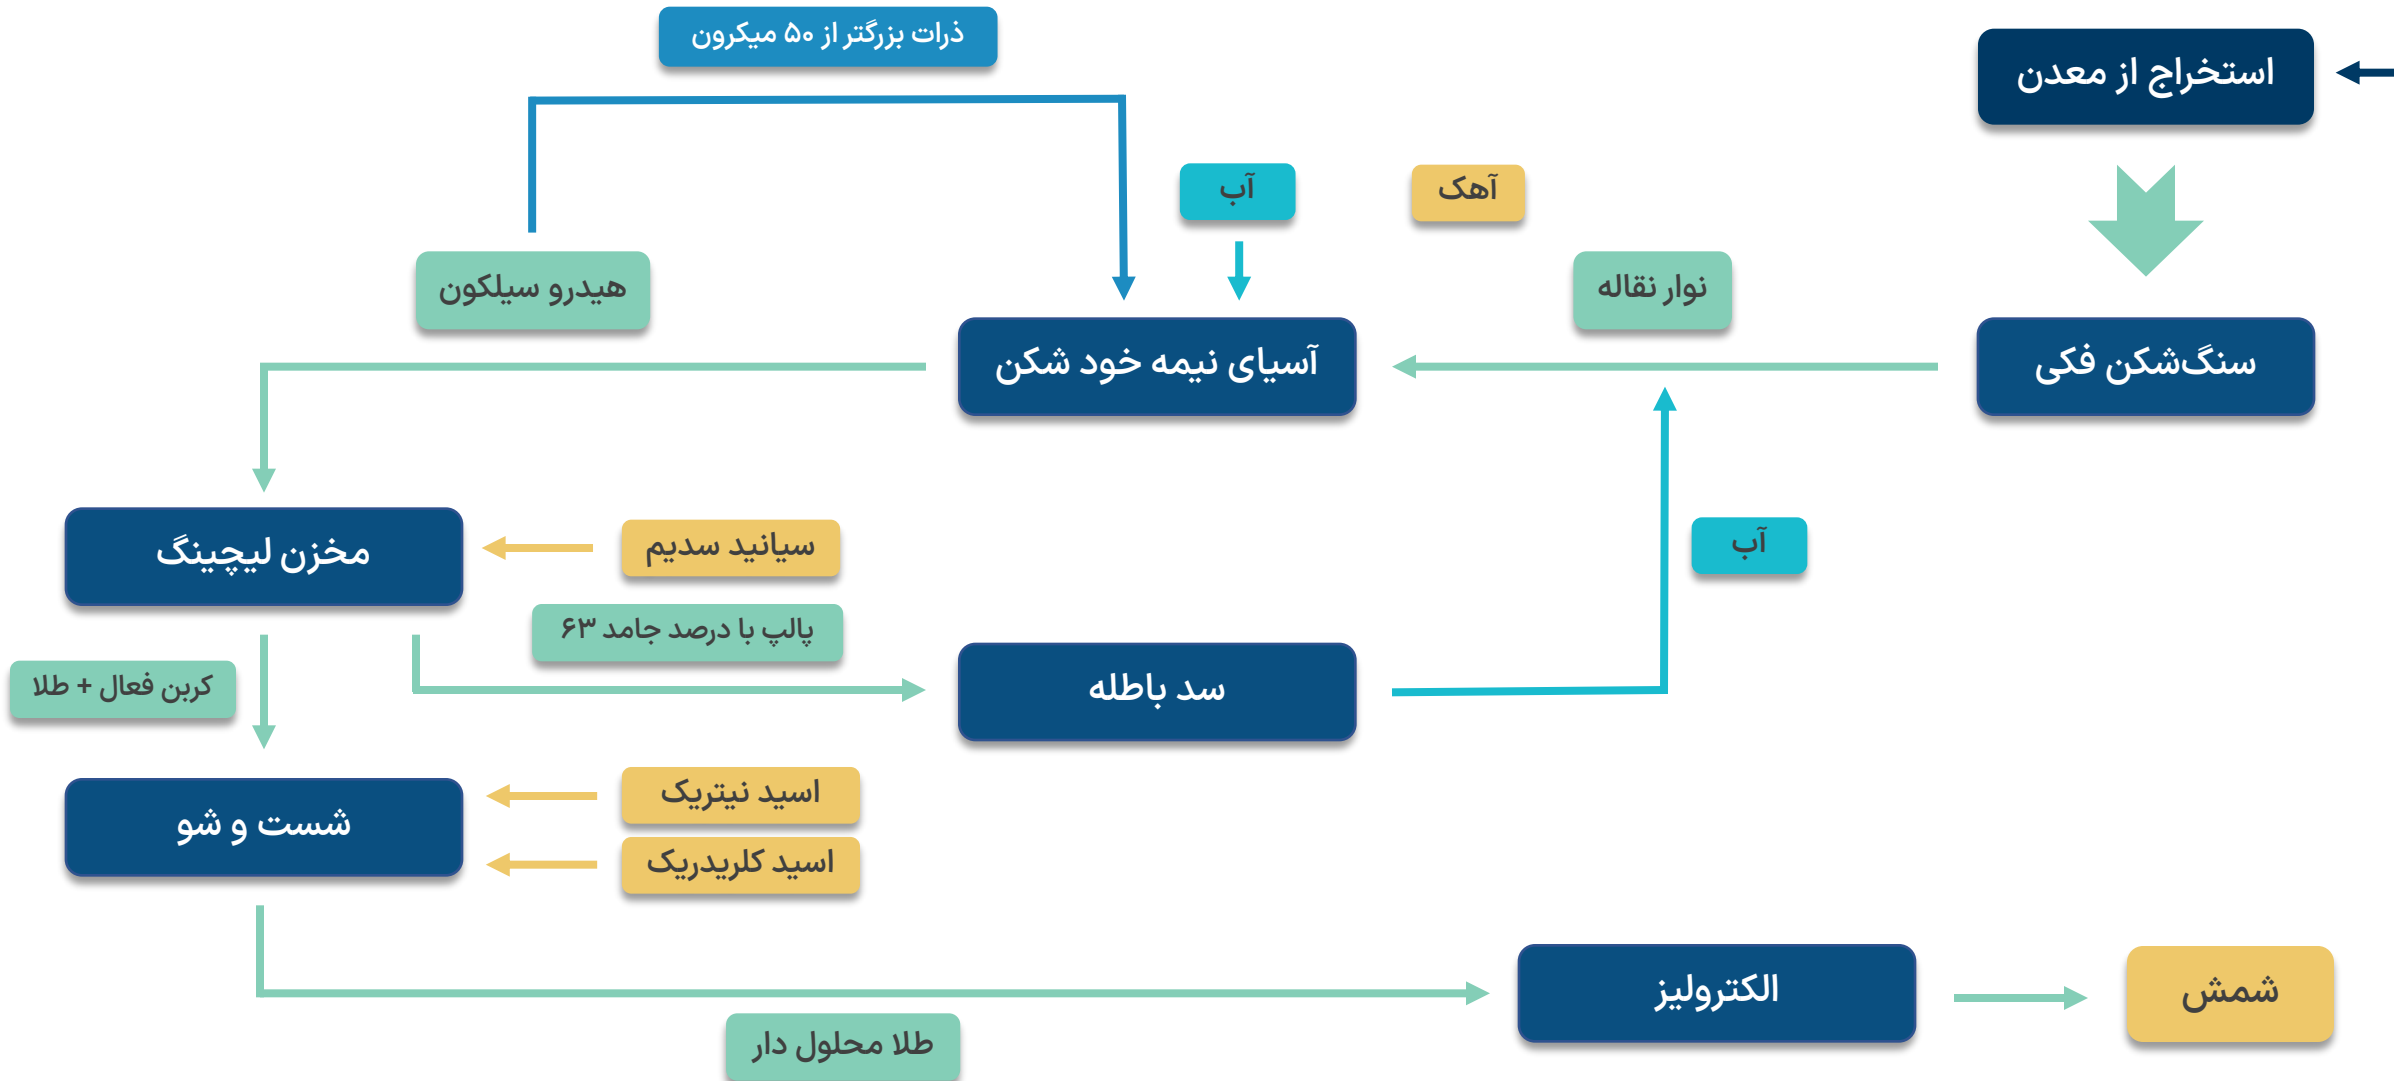 ذرات بزرگتر از ۵۰ میکرون
استخراج از معدن
آب
آهک
هیدرو سیلکون
نوار نقاله
سنگ‌شکن فکی
آسیای نیمه خود شکن
مخزن لیچینگ
سیانید سدیم
آب
پالپ با درصد جامد ۶۳
کربن فعال + طلا
سد باطله
شست و شو
اسید نیتریک
اسید کلریدریک
الکترولیز
شمش
طلا محلول دار